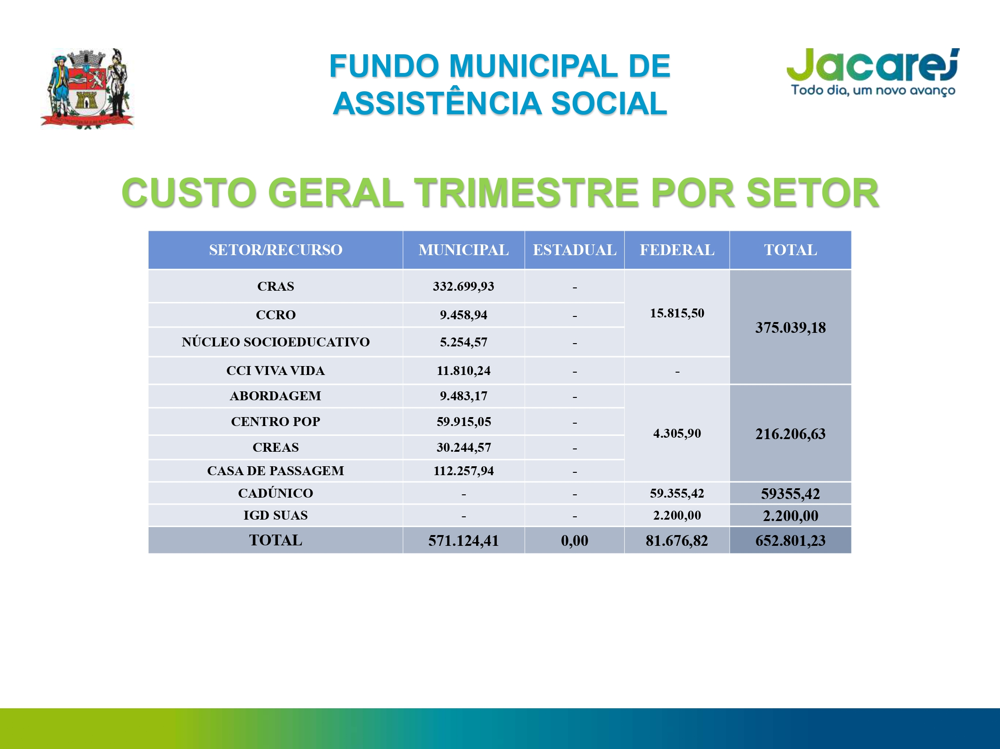 FUNDO MUNICIPAL DE
ASSISTÊNCIA SOCIAL
Jacareí
Todo dia, um novo avanço
CUSTO GERAL TRIMESTRE POR SETOR
SETOR/RECURSO MUNICIPAL ESTADUAL FEDERAL TOTAL
CRAS 332.699,93 -
CCRO 9.458,94 - 15.815,50
375.039,18
NÚCLEO SOCIOEDUCATIVO 5.254,57 -
CCI VIVA VIDA 11.810,24 - -
ABORDAGEM 9.483,17 -
CENTRO POP 59.915,05 -
4.305,90 216.206,63
CREAS 30.244,57 -
CASA DE PASSAGEM 112.257,94 -
CADÚNICO - - 59.355,42 59355,42
IGD SUAS - - 2.200,00 2.200,00
TOTAL 571.124,41 0,00 81.676,82 652.801,23